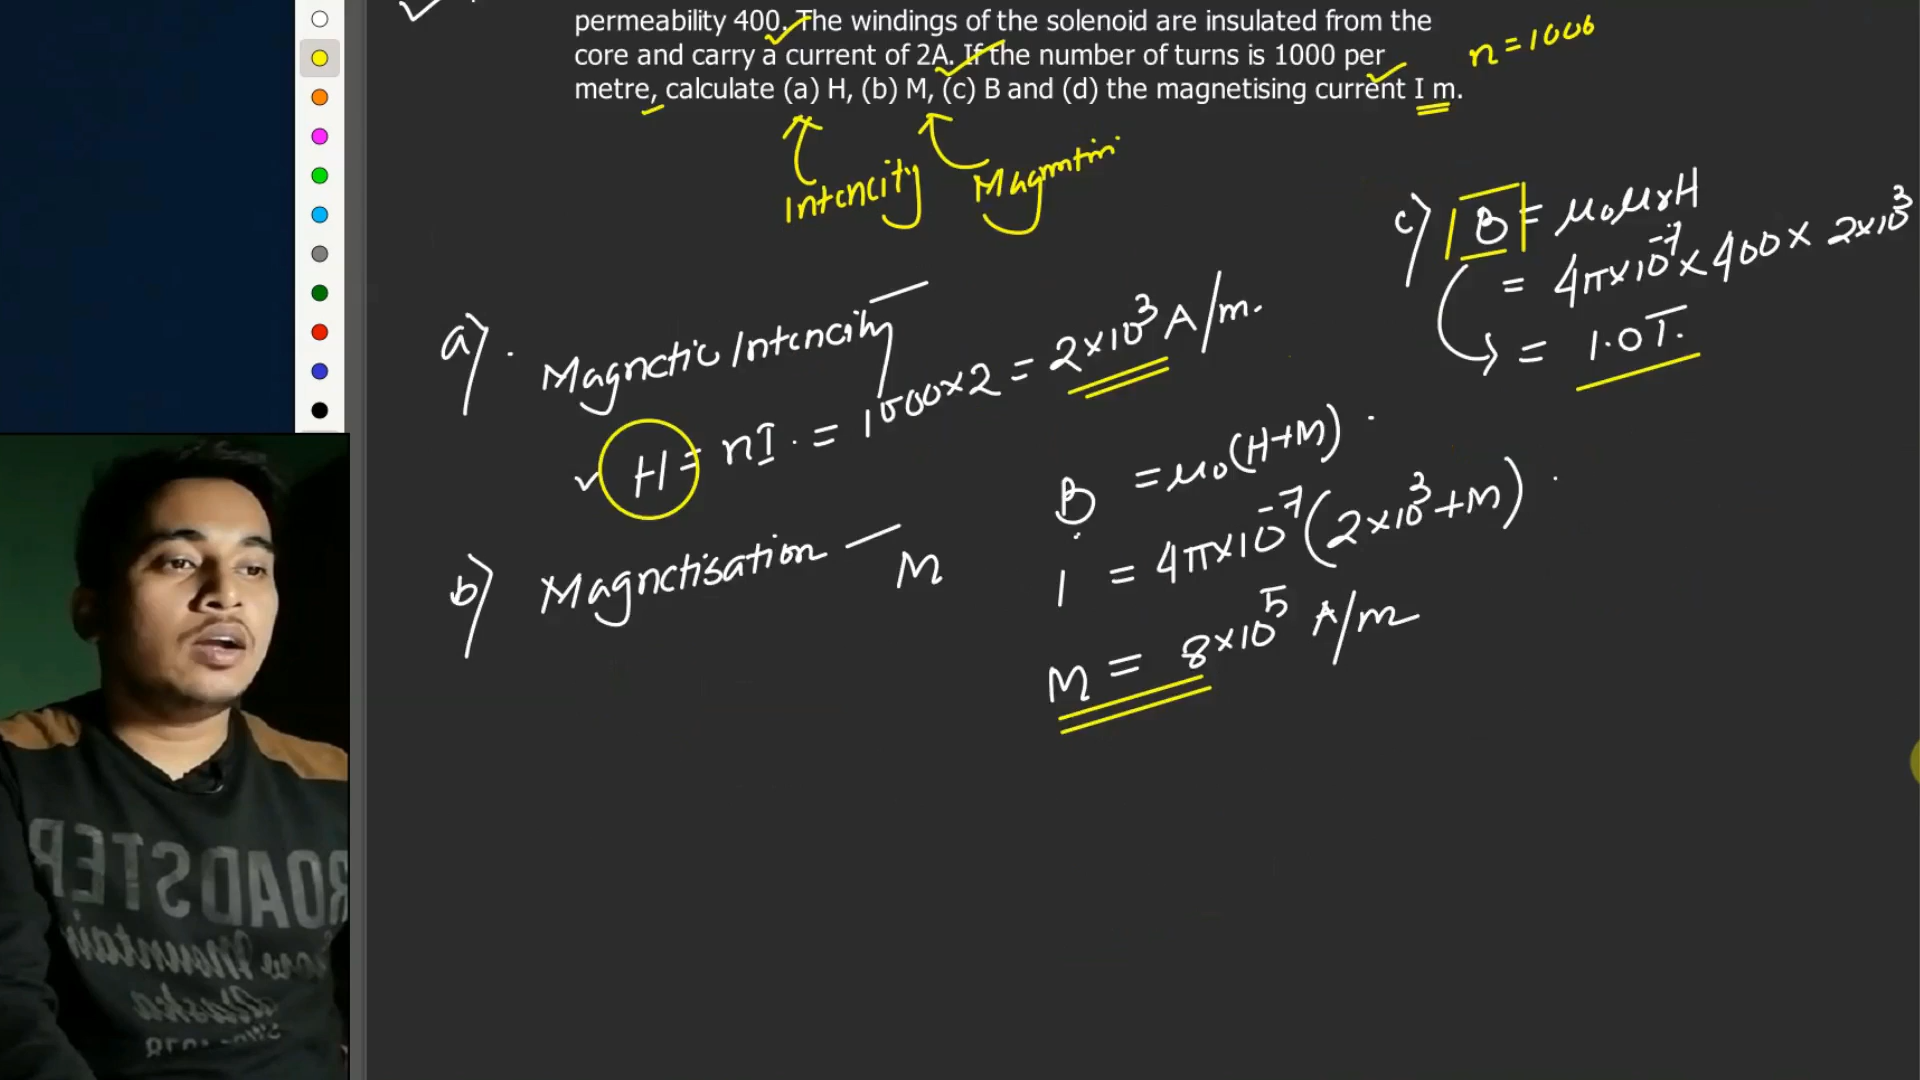 permeability 400. The windings of the solenoid are insulated from the
core and carry a current of 2A. If the number of turns is 1000 per
metre, calculate (a) H, (b) M, (c) B and (d) the magnetising current I m.
n = 1000
Intencity
c) B = μ₀μᵣH
= 4π×10⁻⁷ × 400 × 2×10³
= 1.0T.
a). Magnetic Intencity
H = nI. = 1000×2 = 2×10³ A/m.
b) Magnetisation — M
B = μ₀(H+M).
1 = 4π×10⁻⁷(2×10³+M).
M = 8×10⁵ A/m
ROADSTER
Mountain
Alaska